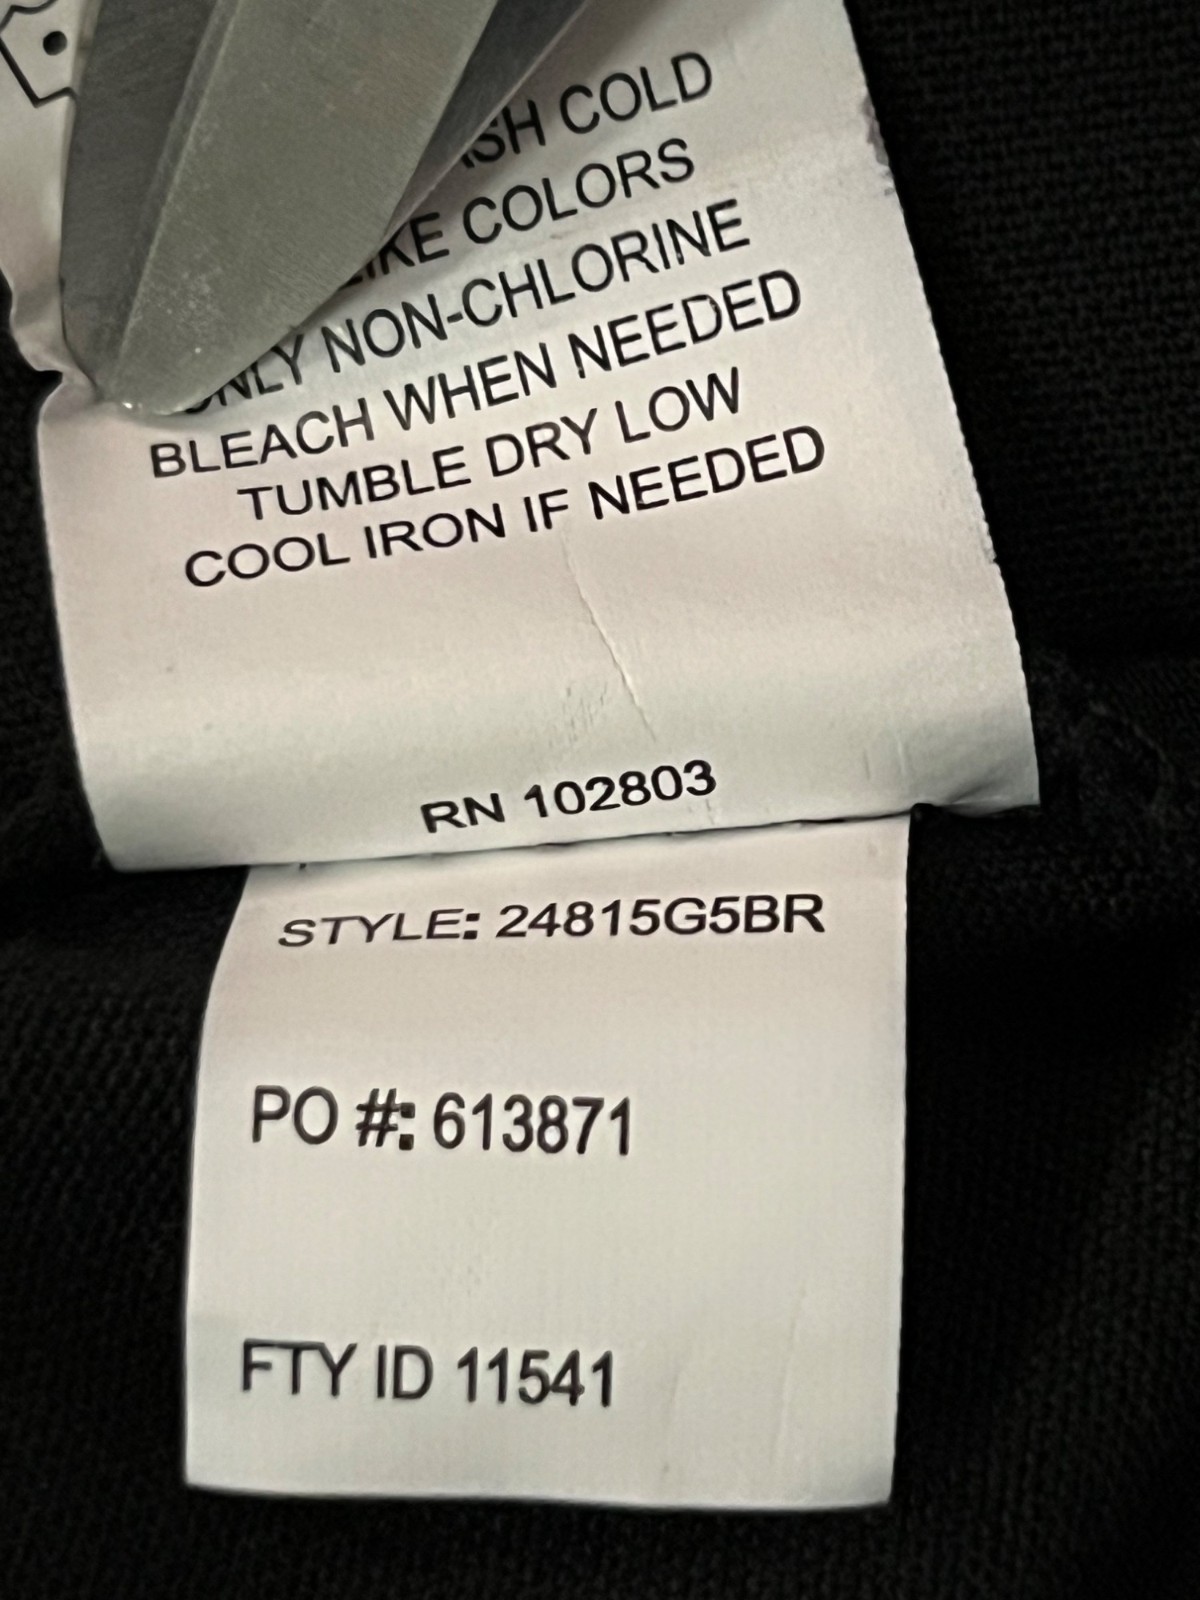 COLD
COLORS
NON-CHLORINE
BLEACH WHEN NEEDED
TUMBLE DRY LOW
COOL IRON IF NEEDED
RN 102803
STYLE: 24815G5BR
PO #: 613871
FTY ID 11541